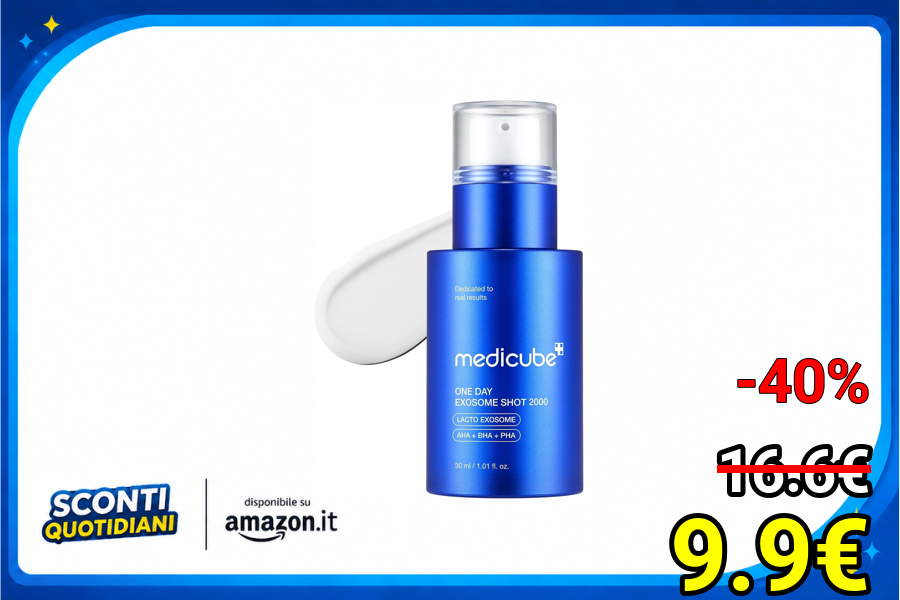 Dedicated to
real results
medicube
ONE DAY
EXOSOME SHOT 2000
LACTO EXOSOME
AHA + BHA + PHA
30 ml / 1.01 fl. oz.
-40%
16.6€
9.9€
SCONTI
QUOTIDIANI
disponibile su
amazon.it